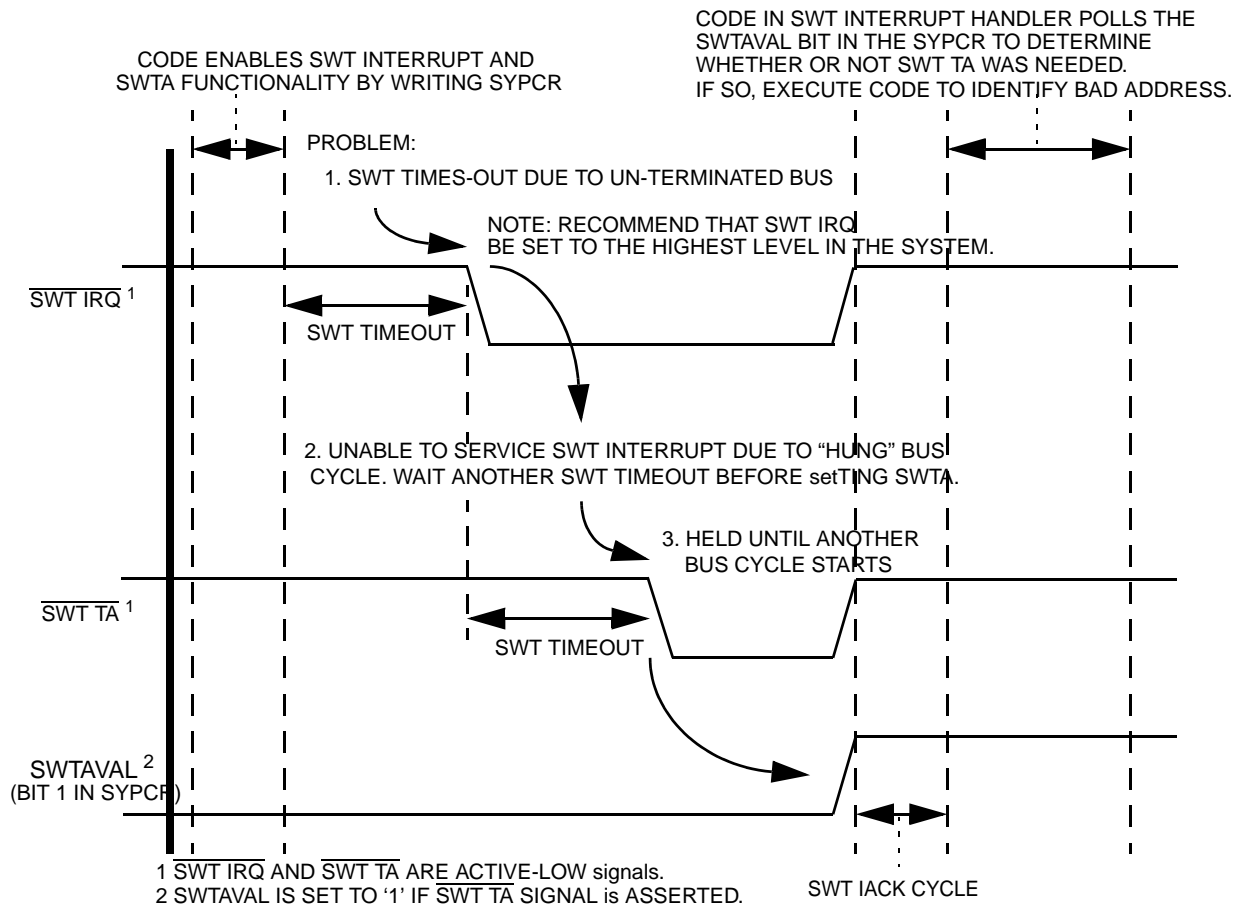 CODE IN SWT INTERRUPT HANDLER POLLS THE
SWTAVAL BIT IN THE SYPCR TO DETERMINE
WHETHER OR NOT SWT TA WAS NEEDED.
IF SO, EXECUTE CODE TO IDENTIFY BAD ADDRESS.
CODE ENABLES SWT INTERRUPT AND
SWTA FUNCTIONALITY BY WRITING SYPCR
PROBLEM:
1. SWT TIMES-OUT DUE TO UN-TERMINATED BUS
NOTE: RECOMMEND THAT SWT IRQ
BE SET TO THE HIGHEST LEVEL IN THE SYSTEM.
SWT IRQ 1
SWT TIMEOUT
2. UNABLE TO SERVICE SWT INTERRUPT DUE TO “HUNG” BUS
CYCLE. WAIT ANOTHER SWT TIMEOUT BEFORE setTING SWTA.
3. HELD UNTIL ANOTHER
BUS CYCLE STARTS
SWT TA 1
SWT TIMEOUT
SWTAVAL 2
(BIT 1 IN SYPCR)
1 SWT IRQ AND SWT TA ARE ACTIVE-LOW signals.
2 SWTAVAL IS SET TO ‘1’ IF SWT TA SIGNAL is ASSERTED.
SWT IACK CYCLE